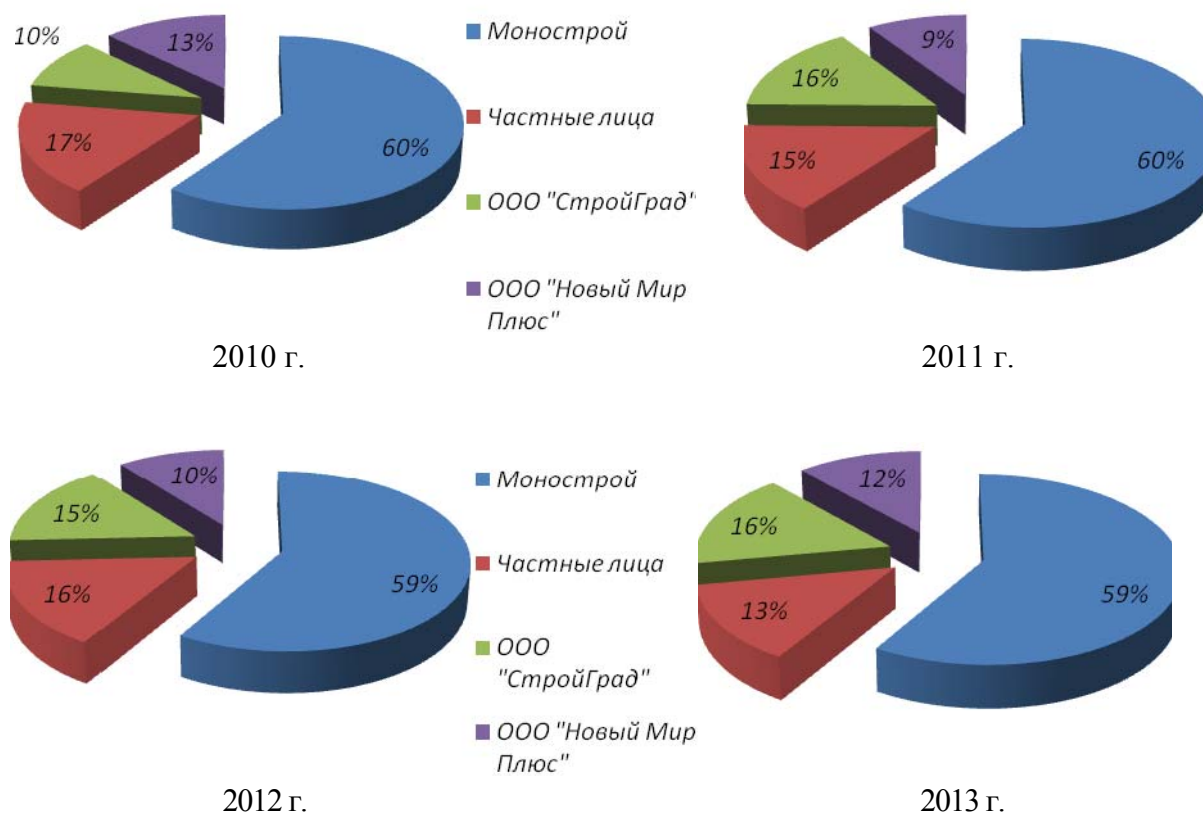 10%
13%
17%
60%
Монострой
Частные лица
ООО "СтройГрад"
ООО "Новый Мир
Плюс"
2010 г.
9%
16%
15%
60%
2011 г.
10%
15%
16%
59%
Монострой
Частные лица
ООО
"СтройГрад"
ООО "Новый Мир
Плюс"
2012 г.
12%
16%
13%
59%
2013 г.